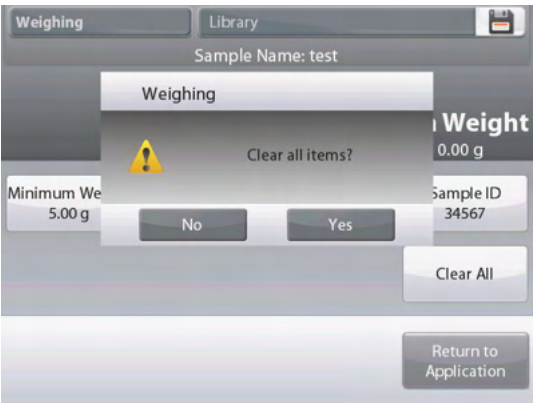 Weighing
Library
Sample Name: test
Weighing
Weight
0.00 g
Clear all items?
Minimum We
5.00 g
Sample ID
34567
No
Yes
Clear All
Return to
Application